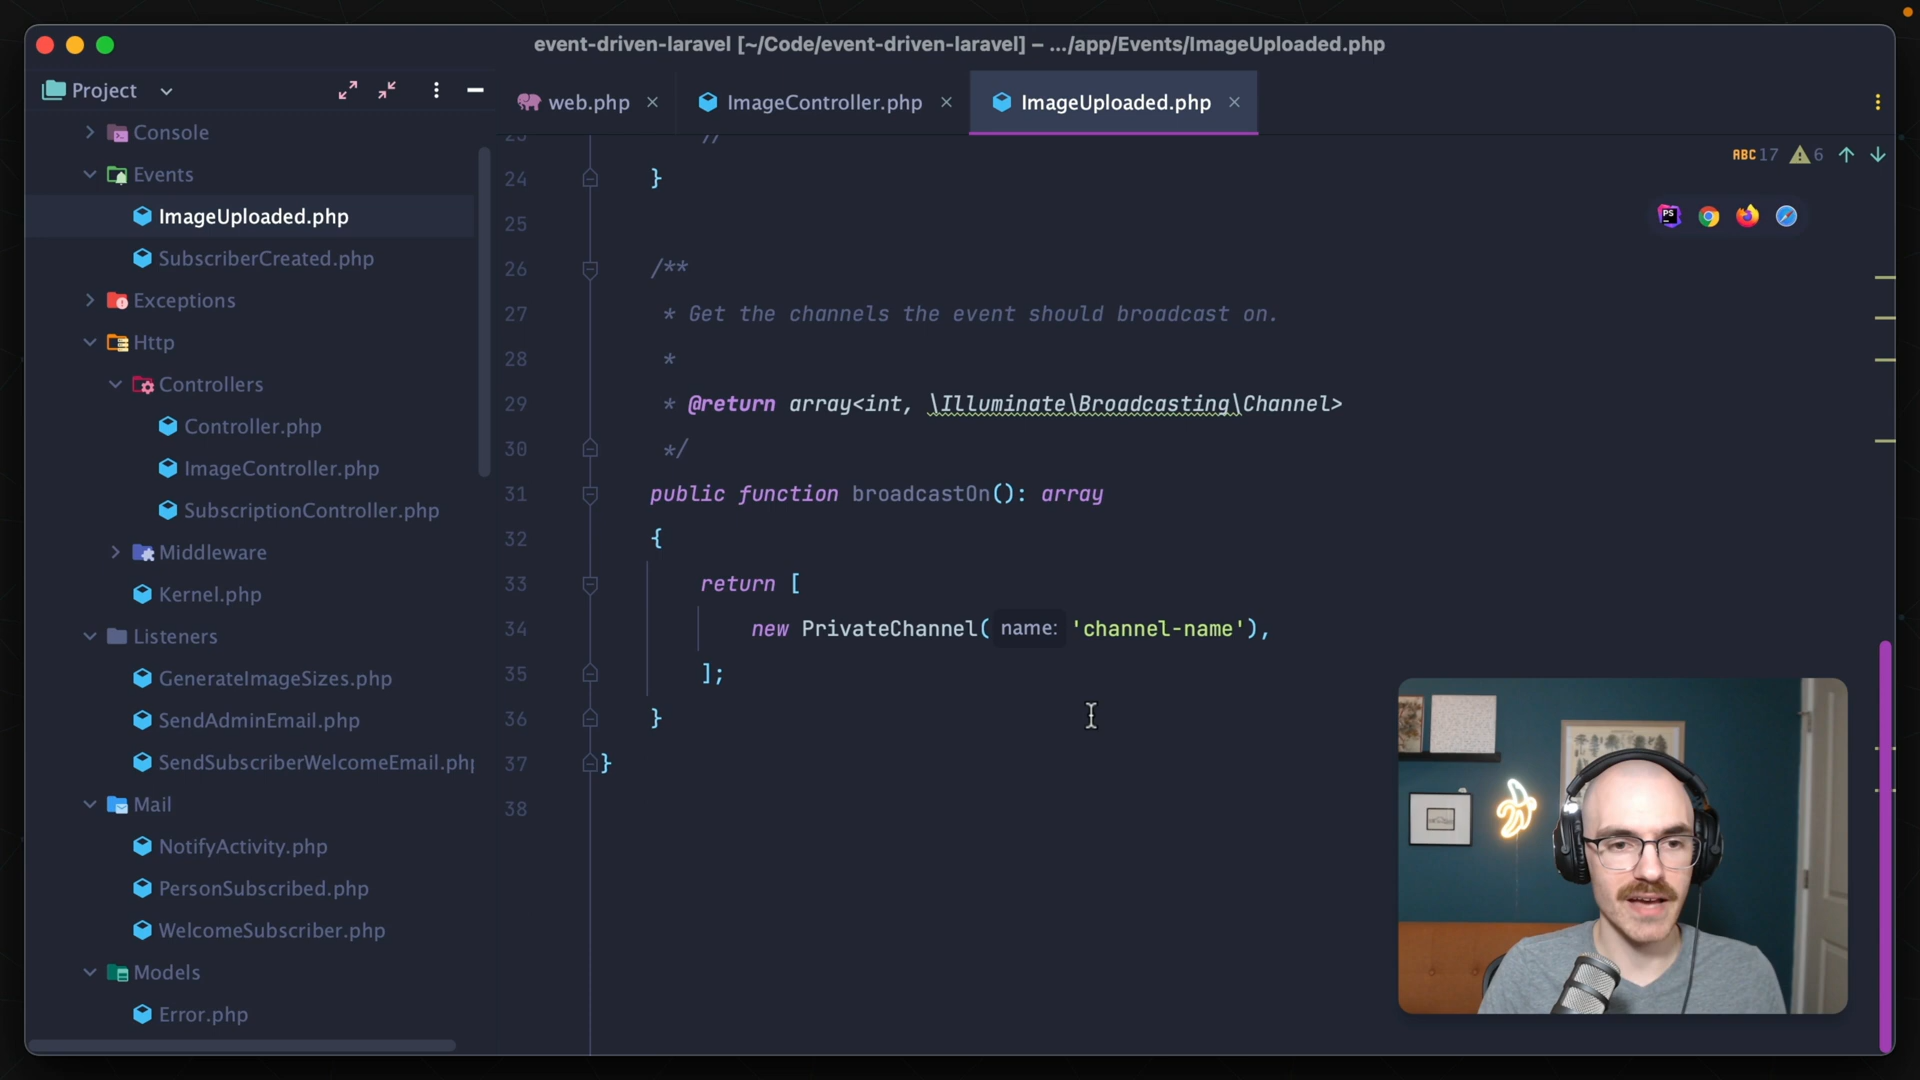 event-driven-laravel [~/Code/event-driven-laravel] – .../app/Events/ImageUploaded.php
Project
web.php
ImageController.php
ImageUploaded.php
Console
Events
ImageUploaded.php
SubscriberCreated.php
Exceptions
Http
Controllers
Controller.php
ImageController.php
SubscriptionController.php
Middleware
Kernel.php
Listeners
GenerateImageSizes.php
SendAdminEmail.php
SendSubscriberWelcomeEmail.php
Mail
NotifyActivity.php
PersonSubscribed.php
WelcomeSubscriber.php
Models
Error.php
ABC 17 6
PS
23 //
24 }
25
26 /**
27 * Get the channels the event should broadcast on.
28 *
29 * @return array<int, \Illuminate\Broadcasting\Channel>
30 */
31 public function broadcastOn(): array
32 {
33 return [
34 new PrivateChannel( name: 'channel-name'),
35 ];
36 }
37 }
38